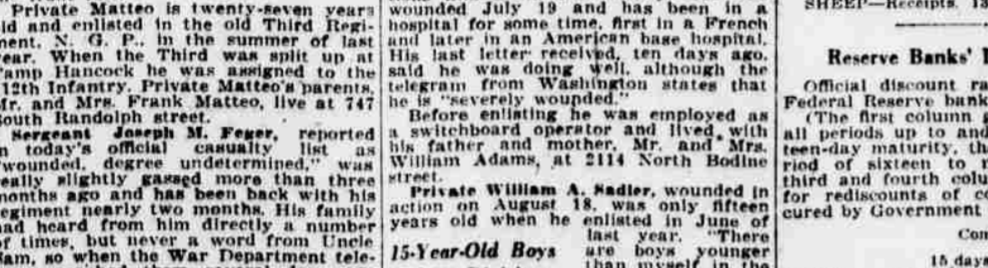 Private Matteo is twenty-seven years
and enlisted in the old Third Regi-
ment, N. G. P., in the summer of last
year. When the Third was split up at
Camp Hancock he was assigned to the
112th Infantry. Private Matteo's parents,
Mr. and Mrs. Frank Matteo, live at 747
South Randolph street.
Sergeant Joseph M. Feger, reported
in today's official casualty list as
"wounded, degree undetermined," was
really slightly gassed more than three
months ago and has been back with his
regiment nearly two months. His family
had heard from him directly a number
of times, but never a word from Uncle
Sam, so when the War Department tele-
wounded July 19 and has been in a
hospital for some time, first in a French
and later in an American base hospital.
His last letter received, ten days ago,
said he was doing well, although the
telegram from Washington states that
he is "severely wounded."
Before enlisting he was employed as
a switchboard operator and lived with
his father and mother, Mr. and Mrs.
William Adams, at 2114 North Bodine
street.
Private William A. Sadler, wounded in
action on August 18, was only fifteen
years old when he enlisted in June of
last year. "There
15-Year-Old Boys are boys younger
than myself in the
SHEEP—Receipts,
Reserve Banks'
Official discount
Federal Reserve bank
(The first column
all periods up to and
teen-day maturity,
riod of sixteen to
third and fourth
for rediscounts of
cured by Government
15 days